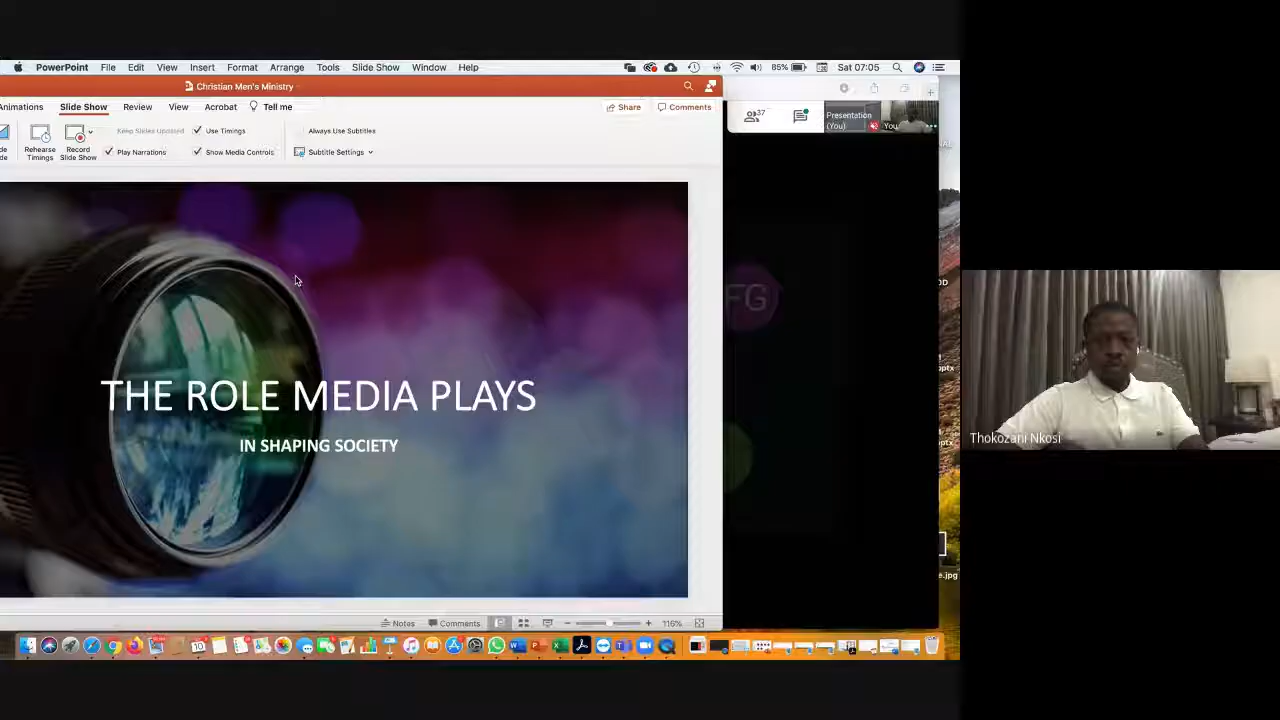 PowerPoint File Edit View Insert Format Arrange Tools Slide Show Window Help 85% Sat 07:05
Christian Men's Ministry
Animations Slide Show Review View Acrobat Tell me Share Comments
Keep Slides Updated Use Timings Always Use Subtitles
Rehearse Timings
Record Slide Show
Play Narrations Show Media Controls Subtitle Settings
37
Presentation (You)
You
FG
THE ROLE MEDIA PLAYS
IN SHAPING SOCIETY
Thokozani Nkosi
Notes Comments 116%